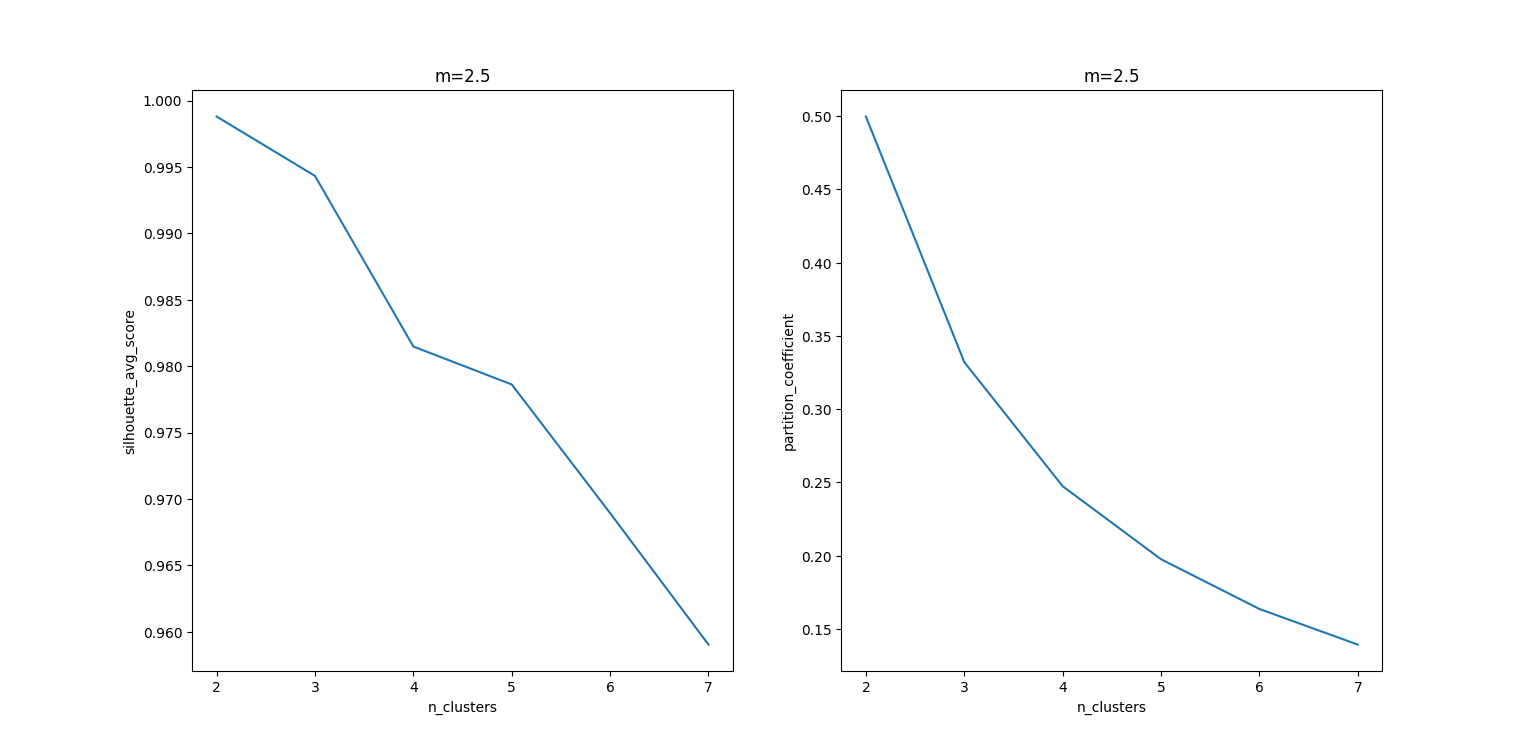 m=2.5
1.000
0.995
0.990
0.985
0.980
0.975
0.970
0.965
0.960
silhouette_avg_score
2 3 4 5 6 7
n_clusters
m=2.5
0.50
0.45
0.40
0.35
0.30
0.25
0.20
0.15
partition_coefficient
2 3 4 5 6 7
n_clusters